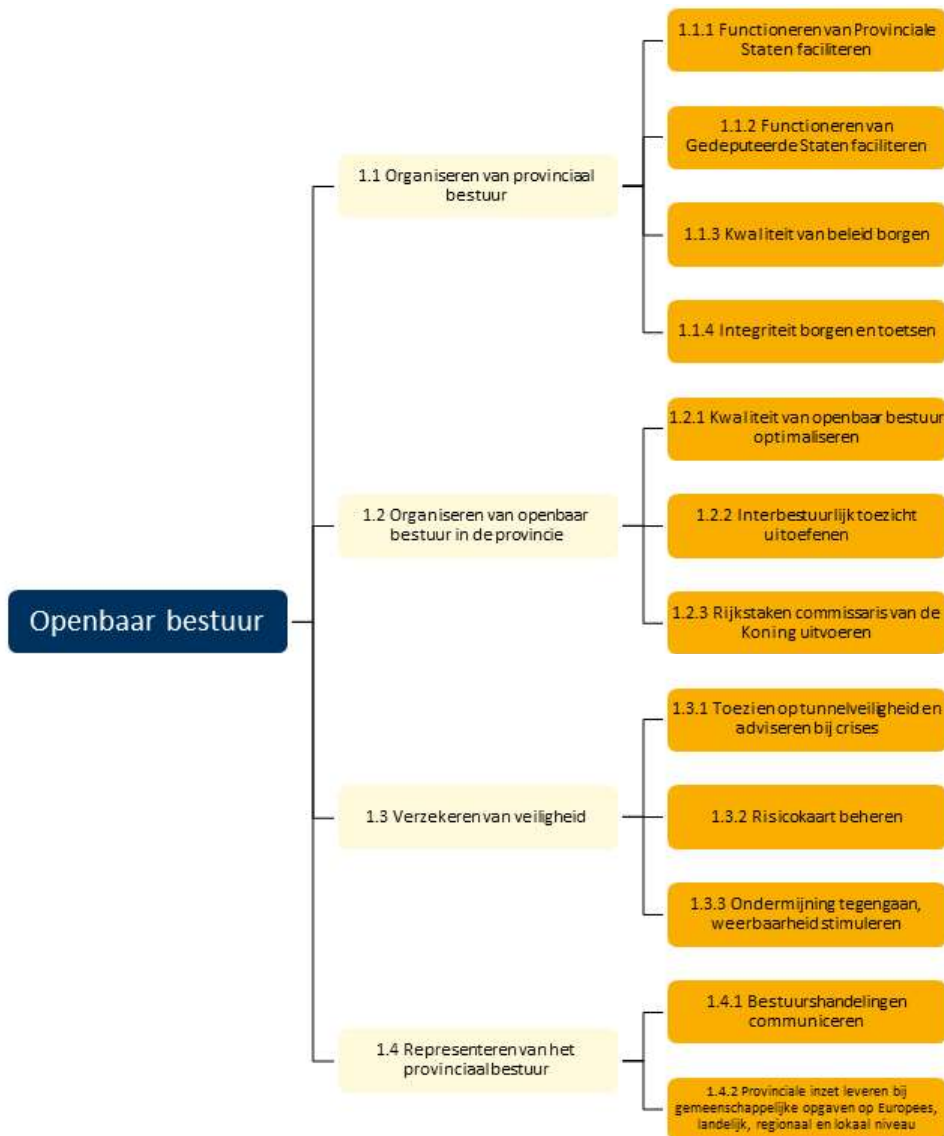 Openbaar bestuur
1.1 Organiseren van provinciaal
bestuur
1.1.1 Functioneren van Provinciale
Staten faciliteren
1.1.2 Functioneren van
Gedeputeerde Staten faciliteren
1.1.3 Kwaliteit van beleid borgen
1.1.4 Integriteit borgen en toetsen
1.2 Organiseren van openbaar
bestuur in de provincie
1.2.1 Kwaliteit van openbaar bestuur
optimaliseren
1.2.2 Interbestuurlijk toezicht
uitoefenen
1.2.3 Rijkstaken commissaris van de
Koning uitvoeren
1.3 Verzekeren van veiligheid
1.3.1 Toezien op tunnelveiligheid en
adviseren bij crises
1.3.2 Risicokaart beheren
1.3.3 Ondermijning tegengaan,
weerbaarheid stimuleren
1.4 Representeren van het
provinciaal bestuur
1.4.1 Bestuurshandelingen
communiceren
1.4.2 Provinciale inzet leveren bij
gemeenschappelijke opgaven op Europees,
landelijk, regionaal en lokaal niveau